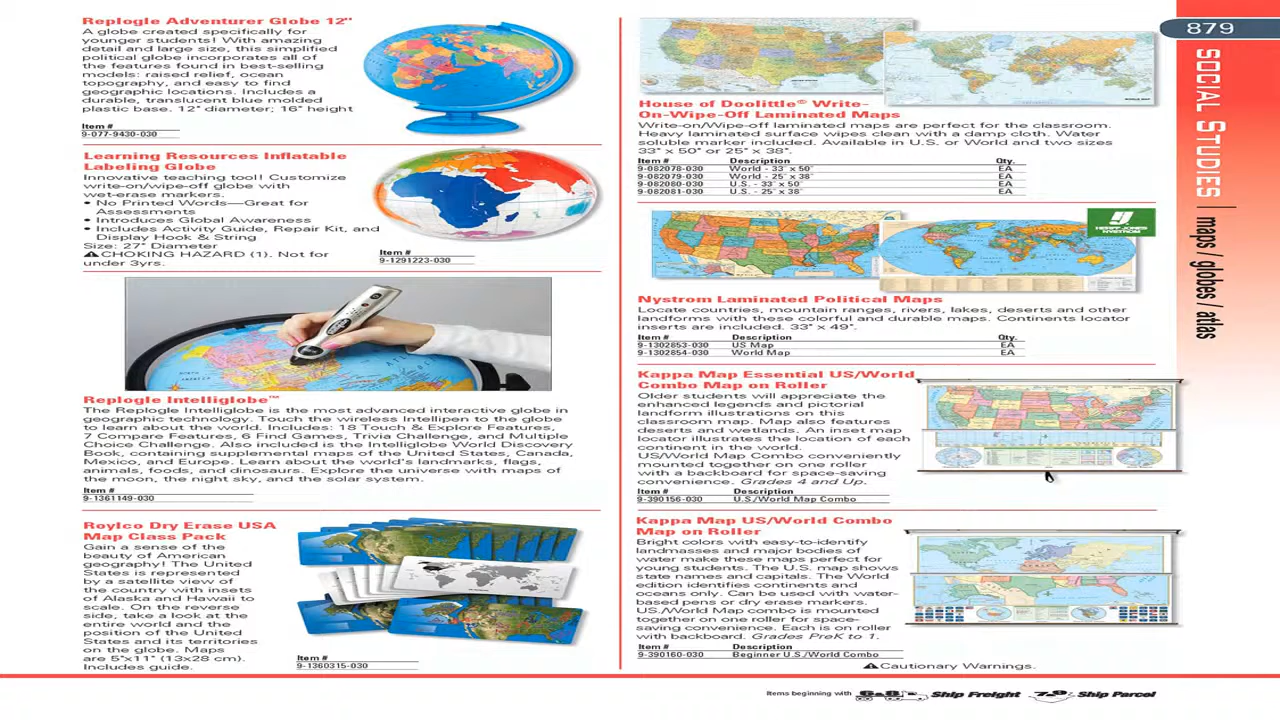 Replogle Adventurer Globe 12"
A globe created specifically for
younger students! With amazing
detail and large size, this simplified
political globe incorporates all of
the features found in best-selling
models: raised relief, ocean
topography, and easy to find
geographic locations. Includes a
durable, translucent blue molded
plastic base. 12" diameter; 16" height
Item #
9-077-9430-030
Learning Resources Inflatable
Labeling Globe
Innovative teaching tool! Customize
write-on/wipe-off globe with
wet-erase markers.
• No Printed Words—Great for
Assessments
• Introduces Global Awareness
• Includes Activity Guide, Repair Kit, and
Display Hook & String
Size: 27" Diameter
⚠CHOKING HAZARD (1). Not for
under 3yrs.
Item #
9-1291223-030
Replogle Intelliglobe™
The Replogle Intelliglobe is the most advanced interactive globe in
geographic technology. Touch the wireless Intellipen to the globe
to learn about the world. Includes: 18 Touch & Explore Features,
7 Compare Features, 6 Find Games, Trivia Challenge, and Multiple
Choice Challenge. Also included is the Intelliglobe World Discovery
Book, containing supplemental maps of the United States, Canada,
Mexico, and Europe. Learn about the world's landmarks, flags,
animals, foods, and dinosaurs. Explore the universe with maps of
the moon, the night sky, and the solar system.
Item #
9-1361149-030
Roylco Dry Erase USA
Map Class Pack
Gain a sense of the
beauty of American
geography! The United
States is represented
by a satellite view of
the country with insets
of Alaska and Hawaii to
scale. On the reverse
side, take a look at the
entire world and the
position of the United
States and its territories
on the globe. Maps
are 5"x11" (13x28 cm).
Includes guide.
Item #
9-1360315-030
House of Doolittle® Write-
On-Wipe-Off Laminated Maps
Write-on/Wipe-off laminated maps are perfect for the classroom.
Heavy laminated surface wipes clean with a damp cloth. Water
soluble marker included. Available in U.S. or World and two sizes
33" x 50" or 25" x 38".
Item # Description Qty.
9-082078-030 World - 33" x 50" EA
9-082079-030 World - 25" x 38" EA
9-082080-030 U.S. - 33" x 50" EA
9-082081-030 U.S. - 25" x 38" EA
HERFF JONES
NYSTROM
Nystrom Laminated Political Maps
Locate countries, mountain ranges, rivers, lakes, deserts and other
landforms with these colorful and durable maps. Continents locator
inserts are included. 33" x 49".
Item # Description Qty.
9-1302853-030 US Map EA
9-1302854-030 World Map EA
Kappa Map Essential US/World
Combo Map on Roller
Older students will appreciate the
enhanced legends and pictorial
landform illustrations on this
classroom map. Map also features
deserts and wetlands. An inset map
locator illustrates the location of each
continent in the world.
US/World Map Combo conveniently
mounted together on one roller
with a backboard for space-saving
convenience. Grades 4 and Up.
Item # Description
9-390156-030 U.S./World Map Combo
Kappa Map US/World Combo
Map on Roller
Bright colors with easy-to-identify
landmasses and major bodies of
water make these maps perfect for
young students. The U.S. map shows
state names and capitals. The World
edition identifies continents and
oceans only. Can be used with water-
based pens or dry erase markers.
US./World Map combo is mounted
together on one roller for space-
saving convenience. Each is on roller
with backboard. Grades PreK to 1.
Item # Description
9-390160-030 Beginner U.S./World Combo
⚠Cautionary Warnings.
879
SOCIAL STUDIES | maps / globes / atlas
Items beginning with 6&8 Ship Freight 7&9 Ship Parcel